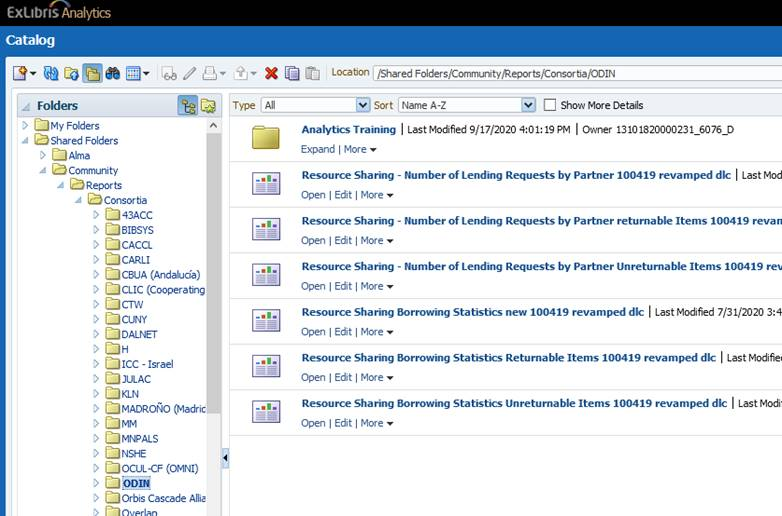 ExLibris Analytics
Catalog
Location /Shared Folders/Community/Reports/Consortia/ODIN
Folders
My Folders
Shared Folders
Alma
Community
Reports
Consortia
43ACC
BIBSYS
CACCL
CARLI
CBUA (Andalucía)
CLIC (Cooperating
CTW
CUNY
DALNET
H
ICC - Israel
JULAC
KLN
MADROÑO (Madric
MM
MNPALS
NSHE
OCUL-CF (OMNI)
ODIN
Orbis Cascade Allia
Overlap
Type All Sort Name A-Z Show More Details
Analytics Training | Last Modified 9/17/2020 4:01:19 PM | Owner 13101820000231_6076_D
Expand | More
Resource Sharing - Number of Lending Requests by Partner 100419 revamped dlc | Last Mod
Open | Edit | More
Resource Sharing - Number of Lending Requests by Partner returnable Items 100419 revan
Open | Edit | More
Resource Sharing - Number of Lending Requests by Partner Unreturnable Items 100419 rev
Open | Edit | More
Resource Sharing Borrowing Statistics new 100419 revamped dlc | Last Modified 7/31/2020 3:4
Open | Edit | More
Resource Sharing Borrowing Statistics Returnable Items 100419 revamped dlc | Last Modifie
Open | Edit | More
Resource Sharing Borrowing Statistics Unreturnable Items 100419 revamped dlc | Last Modi
Open | Edit | More